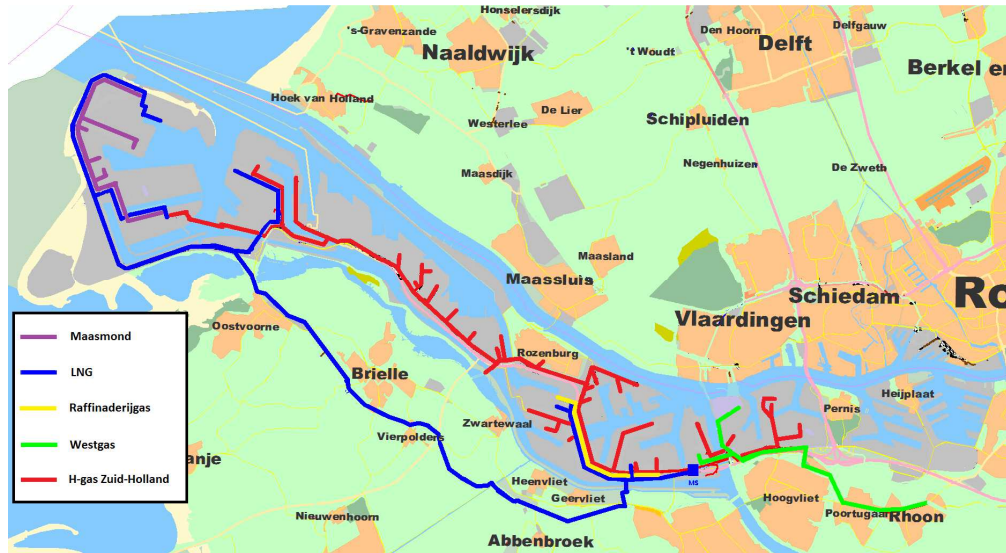 Honselersdijk
's-Gravenzande
Naaldwijk
Den Hoorn
Delfgauw
Delft
't Woudt
Berkel en
Hoek van Holland
De Lier
Westerlee
Schipluiden
Negenhuizen
De Zweth
Maasdijk
Maasland
Maassluis
Schiedam
Ro
Vlaardingen
Oostvoorne
Rozenburg
Brielle
Heijplaat
Pernis
Zwartewaal
Vierpolders
anje
Heenvliet
MS
Geervliet
Hoogvliet
Nieuwenhoorn
Poortugaal
Rhoon
Abbenbroek
Maasmond
LNG
Raffinaderijgas
Westgas
H-gas Zuid-Holland